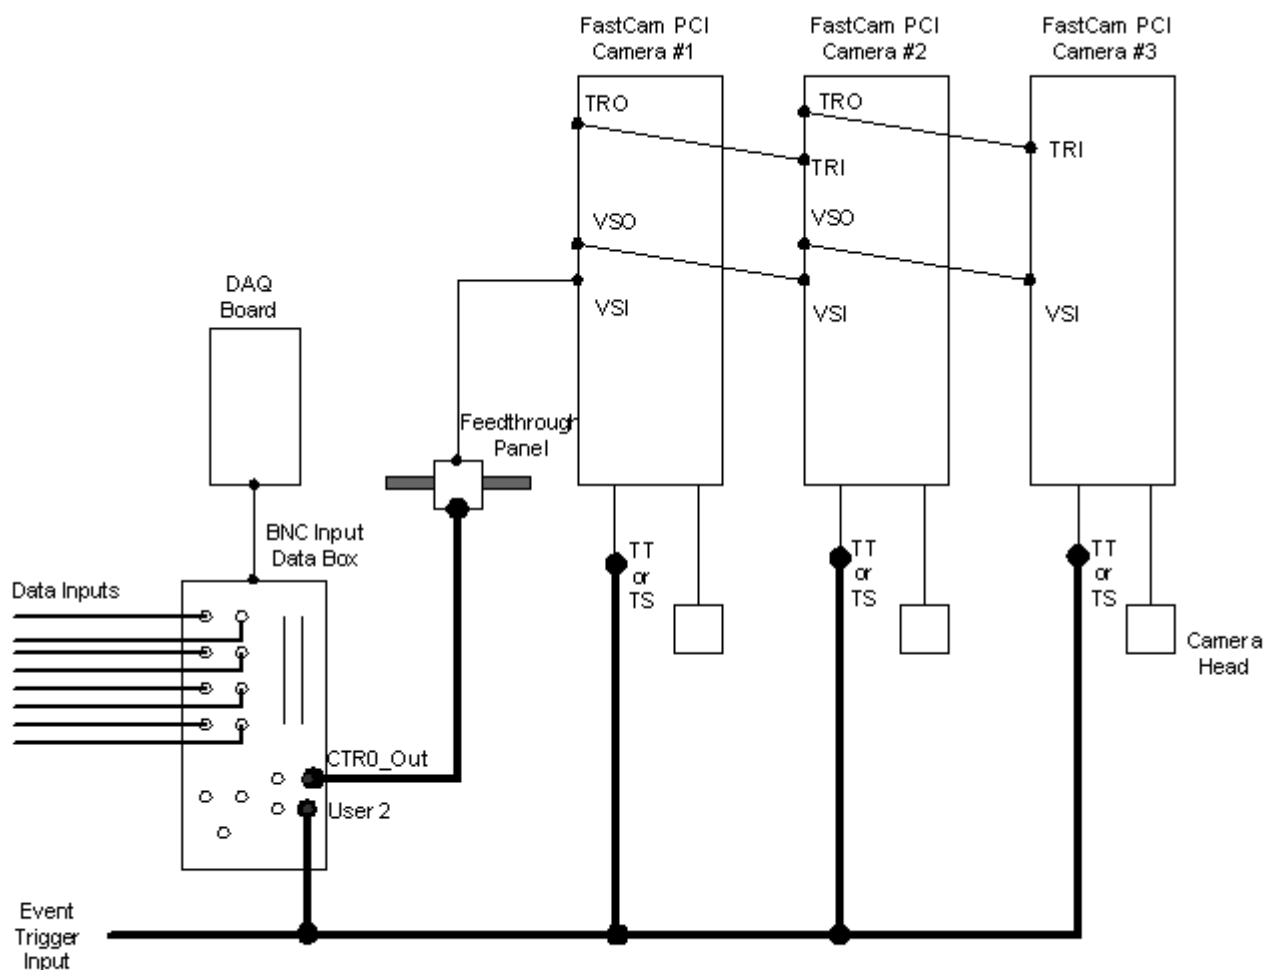 FastCam PCI
Camera #1
FastCam PCI
Camera #2
FastCam PCI
Camera #3
TRO
TRO
TRI
TRI
VSO
VSO
VSI
VSI
VSI
DAQ
Board
Feedthrough
Panel
BNC Input
Data Box
Data Inputs
TT
or
TS
TT
or
TS
TT
or
TS
Camera
Head
CTR0_Out
User 2
Event
Trigger
Input